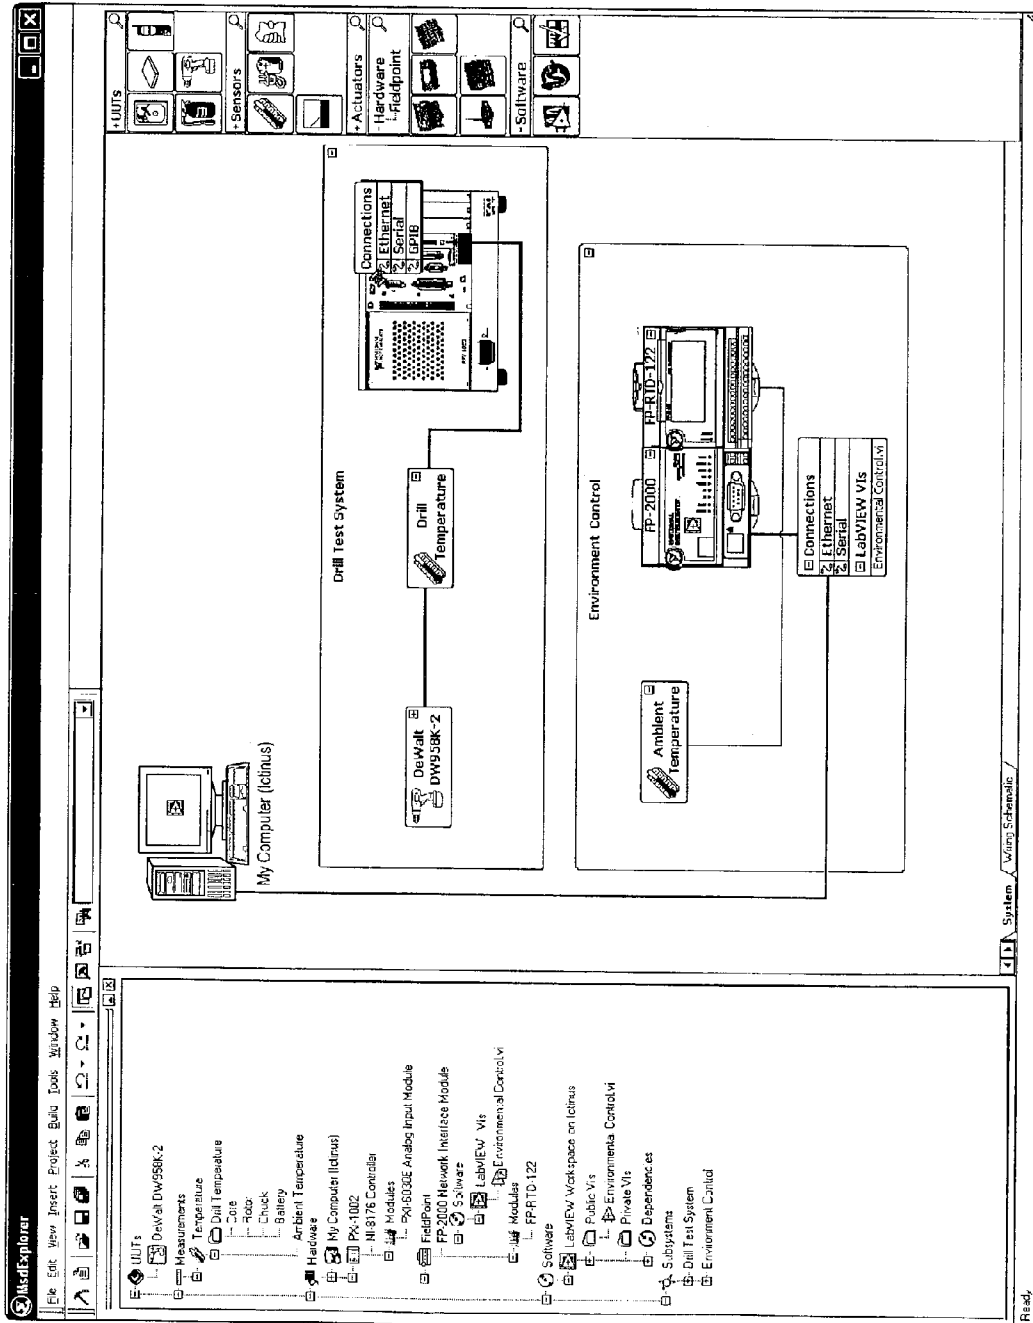 MsdExplorer
File Edit View Insert Project Build Tools Window Help
UUTs
DeWalt DW958K-2
Measurements
Temperature
Drill Temperature
Core
Chuck
Battery
Ambient Temperature
Hardware
My Computer (Ictinus)
PXI-1002
NI-8176 Controller
Modules
PXI-6030E Analog Input Module
FieldPoint
FP-2000 Network Interface Module
Software
LabVIEW VIs
Environmental Control.vi
Modules
FP-RTD-122
Software
LabVIEW Workspace on Ictinus
Public VIs
Environmental Control.vi
Private VIs
Dependencies
Subsystems
Drill Test System
Environment Control
My Computer (Ictinus)
Drill Test System
DeWalt
DW958K-2
Drill
Temperature
Connections
Ethernet
Serial
GPIB
Environment Control
Ambient
Temperature
FP-2000
FP-RTD-122
NATIONAL
INSTRUMENTS
Connections
Ethernet
Serial
LabVIEW VIs
Environmental Control.vi
+UUTs
+Sensors
+Actuators
-Hardware
Fieldpoint
-Software
System
Wiring Schematic
Ready